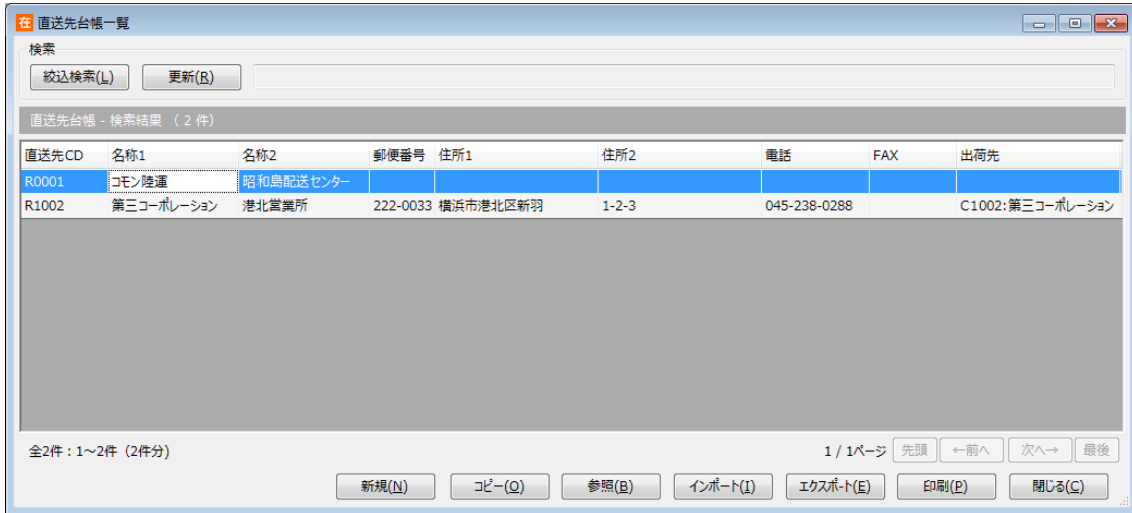 在 直送先台帳一覧
検索
絞込検索(L) 更新(R)
直送先台帳 - 検索結果 （ 2 件）
直送先CD 名称1 名称2 郵便番号 住所1 住所2 電話 FAX 出荷先
R0001 コモン陸運 昭和島配送センター
R1002 第三コーポレーション 港北営業所 222-0033 横浜市港北区新羽 1-2-3 045-238-0288 C1002:第三コーポレーション
全2件：1～2件（2件分） 1 / 1ページ 先頭 ←前へ 次へ→ 最後
新規(N) コピー(O) 参照(B) インポート(I) エクスポート(E) 印刷(P) 閉じる(C)